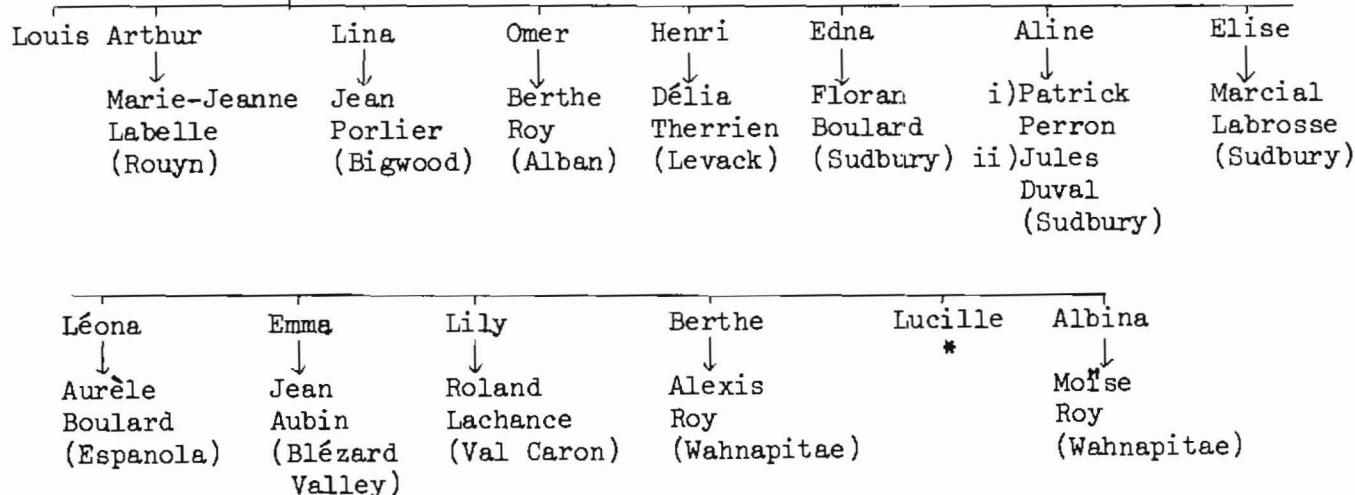 Louis Arthur Lina Omer Henri Edna Aline Elise
Marie-Jeanne Jean Berthe Délia Floran i)Patrick Marcial
Labelle Porlier Roy Therrien Boulard Perron Labrosse
(Rouyn) (Bigwood) (Alban) (Levack) (Sudbury) ii)Jules (Sudbury)
Duval
(Sudbury)
Léona Emma Lily Berthe Lucille Albina
*
Aurèle Jean Roland Alexis Moïse
Boulard Aubin Lachance Roy Roy
(Espanola) (Blézard (Val Caron) (Wahnapitae) (Wahnapitae)
Valley)